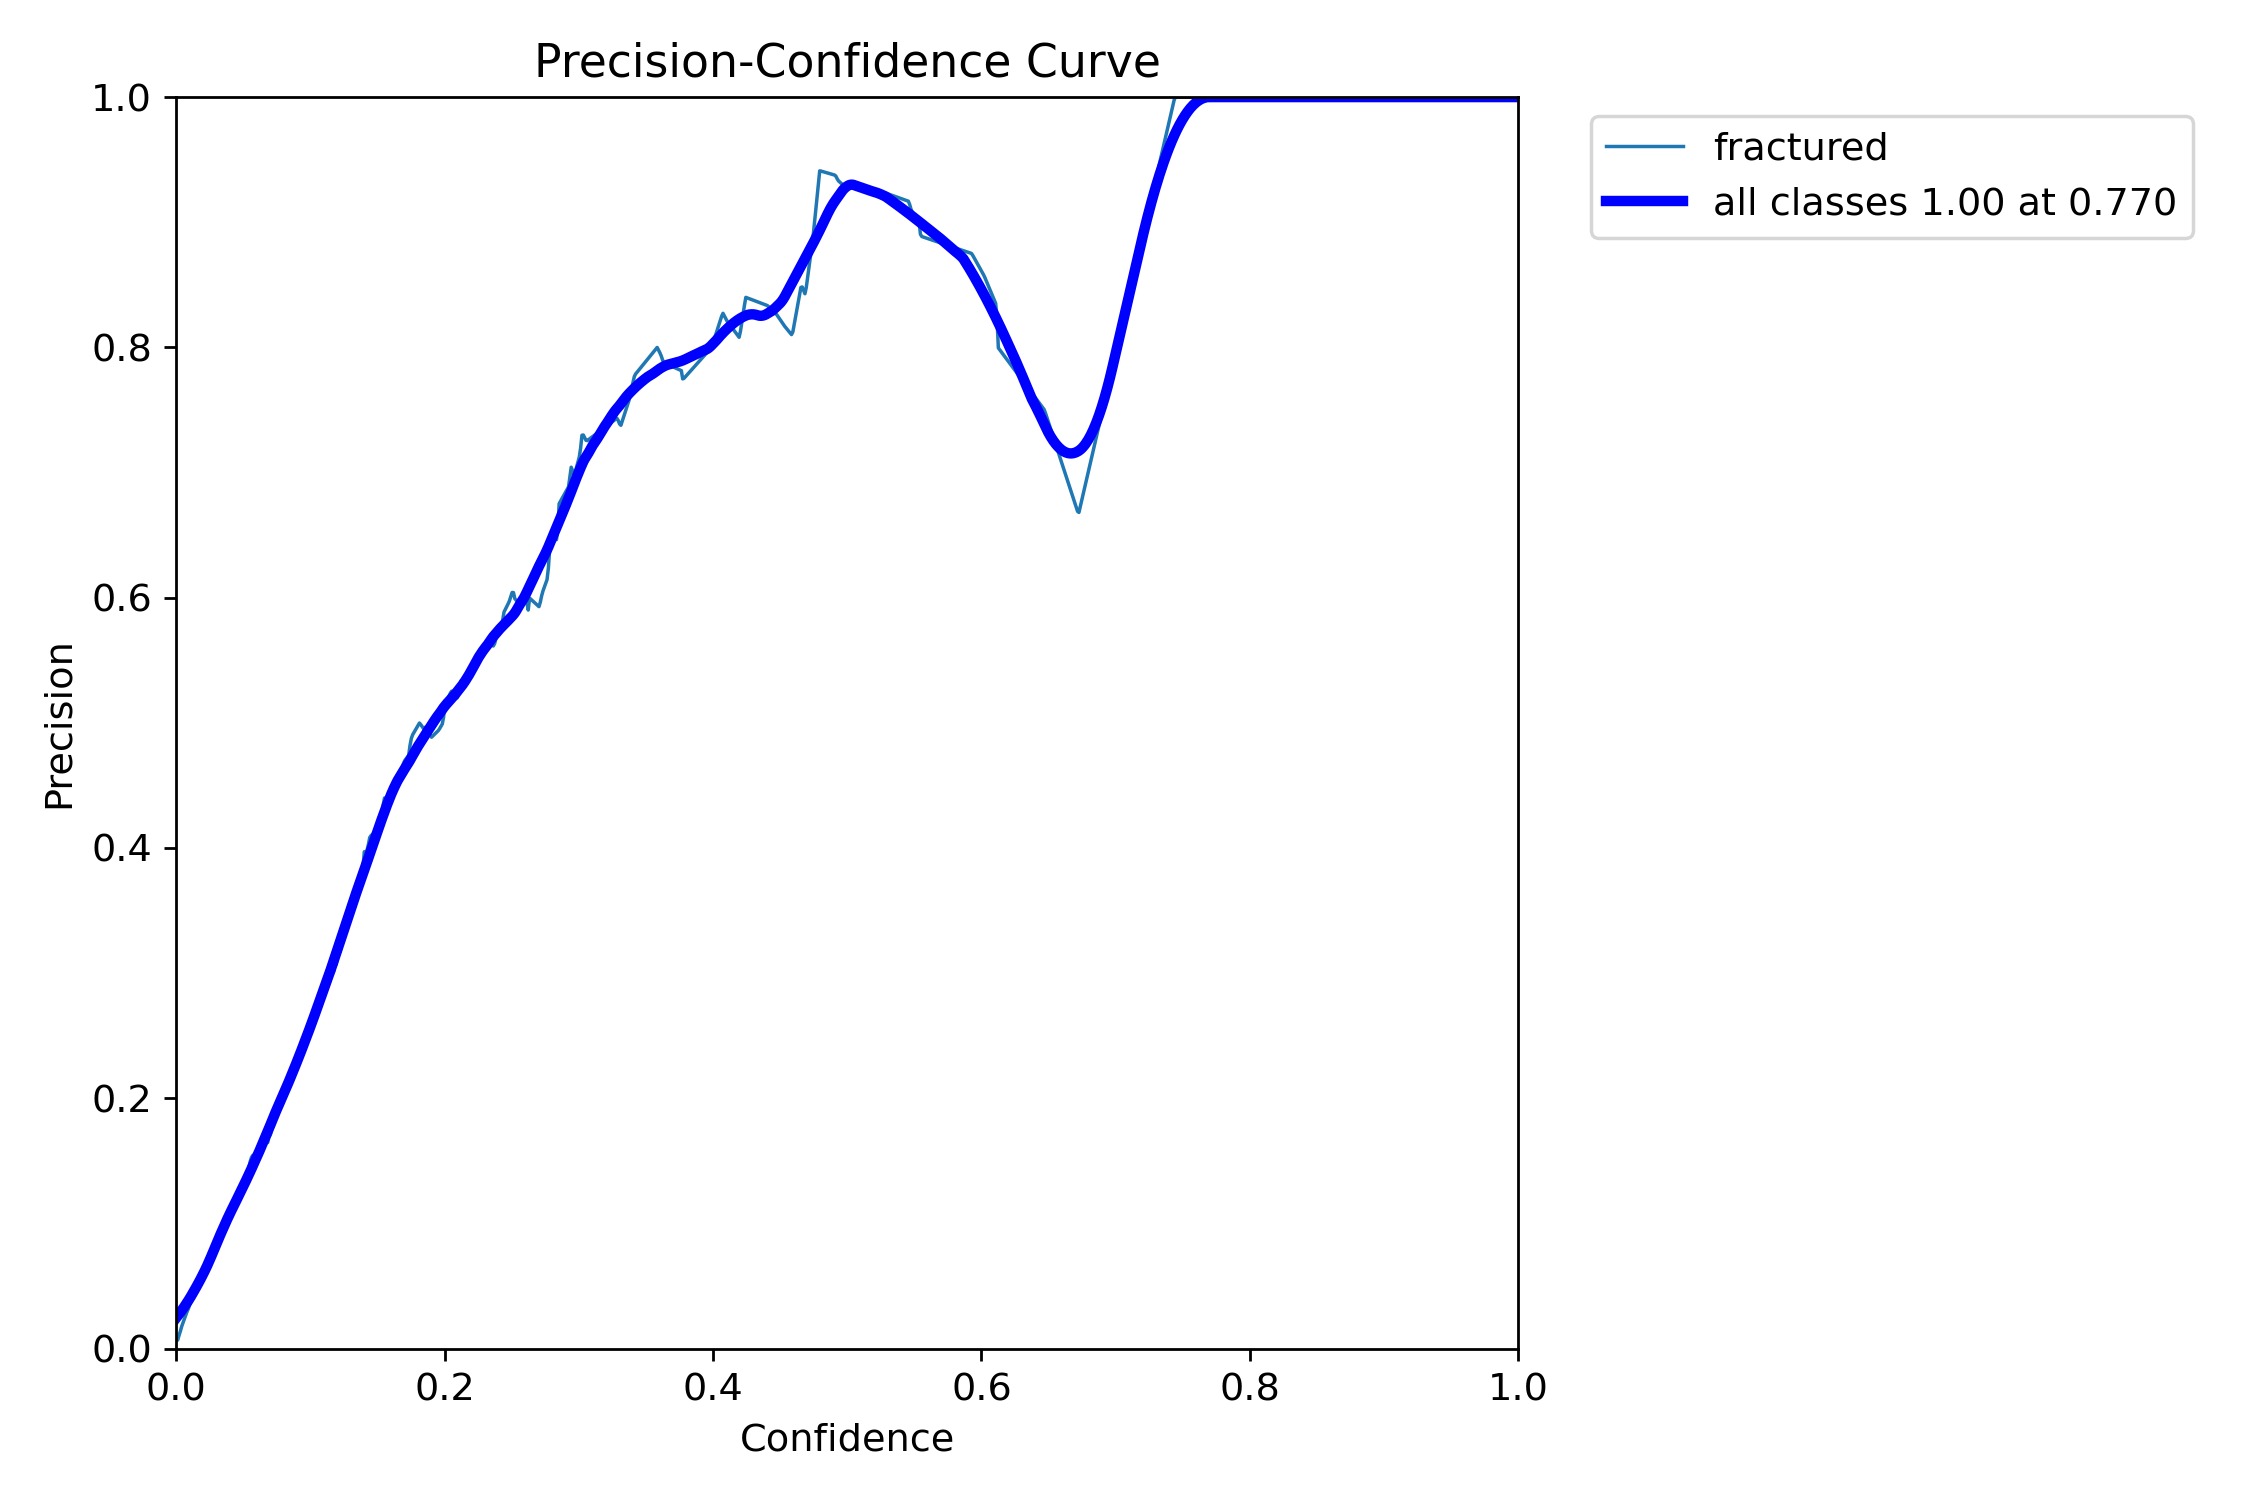 Precision-Confidence Curve
1.0
0.8
0.6
0.4
0.2
0.0
Precision
0.0 0.2 0.4 0.6 0.8 1.0
Confidence
fractured
all classes 1.00 at 0.770